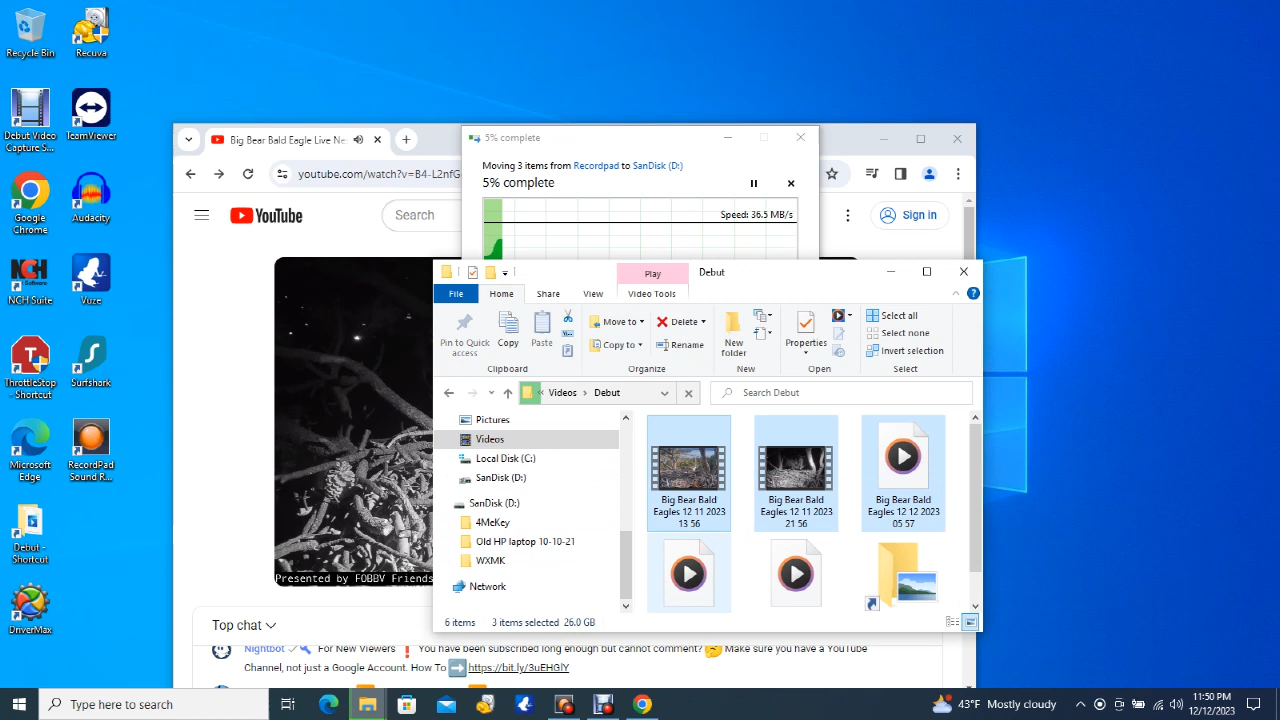 Recycle Bin
Recuva
Debut Video
Capture S...
TeamViewer
Google
Chrome
Audacity
NCH
Software
NCH Suite
Vuze
ThrottleStop
- Shortcut
Surfshark
Microsoft
Edge
RecordPad
Sound R...
Debut -
Shortcut
DriverMax
Big Bear Bald Eagle Live Ne
youtube.com/watch?v=B4-L2nfG
YouTube
Search
Sign in
5% complete
Moving 3 items from Recordpad to SanDisk (D:)
5% complete
Speed: 36.5 MB/s
Play
Debut
File
Home
Share
View
Video Tools
Pin to Quick
access
Copy
Paste
Clipboard
Move to
Copy to
Delete
Rename
Organize
New
folder
New
Properties
Open
Select all
Select none
Invert selection
Select
« Videos > Debut
Search Debut
Pictures
Videos
Local Disk (C:)
SanDisk (D:)
SanDisk (D:)
4MeKey
Old HP laptop 10-10-21
WXMK
Network
Big Bear Bald
Eagles 12 11 2023
13 56
Big Bear Bald
Eagles 12 11 2023
21 56
Big Bear Bald
Eagles 12 12 2023
05 57
6 items
3 items selected 26.0 GB
Presented by FOBBV Friends
Top chat
Nightbot For New Viewers ❗ You have been subscribed long enough but cannot comment? 🤔 Make sure you have a YouTube
Channel, not just a Google Account. How To ➡️ https://bit.ly/3uEHGlY
Type here to search
43°F Mostly cloudy
11:50 PM
12/12/2023